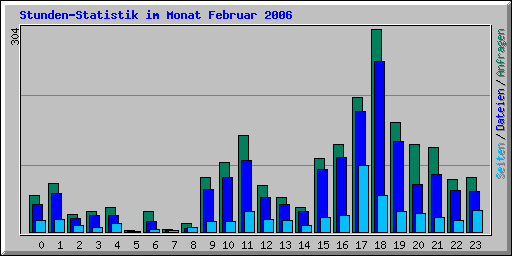 Stunden-Statistik im Monat Februar 2006
304
Seiten / Dateien / Anfragen
0 1 2 3 4 5 6 7 8 9 10 11 12 13 14 15 16 17 18 19 20 21 22 23